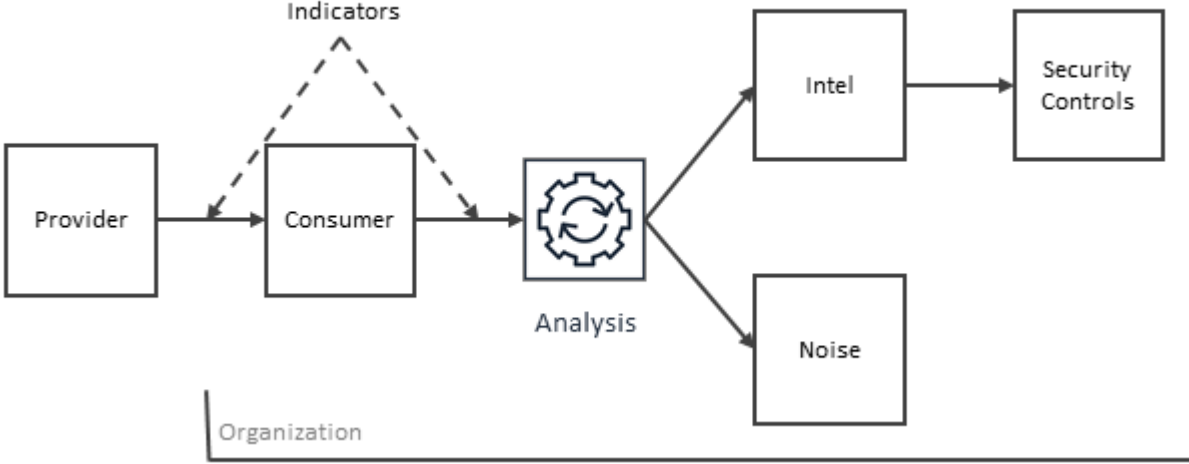 Indicators
Intel
Security
Controls
Provider
Consumer
Analysis
Noise
Organization